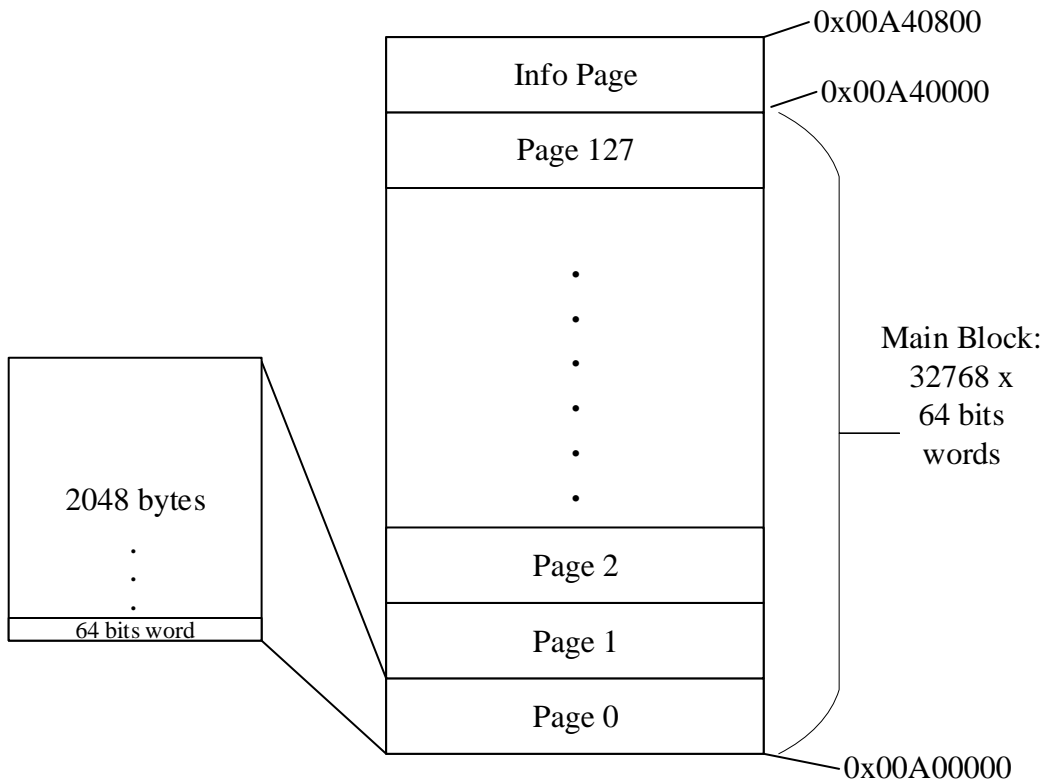 0x00A40800
Info Page
0x00A40000
Page 127
Main Block:
32768 x
64 bits
words
2048 bytes
64 bits word
Page 2
Page 1
Page 0
0x00A00000